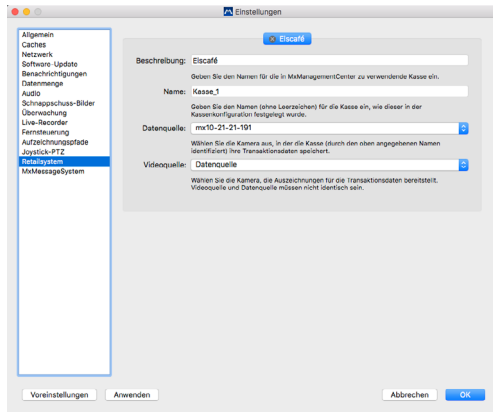 Einstellungen
Allgemein
Caches
Netzwerk
Software-Update
Benachrichtigungen
Datenmenge
Audio
Schnappschuss-Bilder
Überwachung
Live-Recorder
Fernsteuerung
Aufzeichnungspfade
Joystick-PTZ
Retailsystem
MxMessageSystem
Eiscafé
Beschreibung: Eiscafé
Geben Sie den Namen für die in MxManagementCenter zu verwendende Kasse ein.
Name: Kasse_1
Geben Sie den Namen (ohne Leerzeichen) für die Kasse ein, wie dieser in der
Kassenkonfiguration festgelegt wurde.
Datenquelle: mx10-21-21-191
Wählen Sie die Kamera aus, in der die Kasse (durch den oben angegebenen Namen
identifiziert) ihre Transaktionsdaten speichert.
Videoquelle: Datenquelle
Wählen Sie die Kamera, die Auszeichnungen für die Transaktionsdaten bereitstellt.
Videoquelle und Datenquelle müssen nicht identisch sein.
Voreinstellungen Anwenden Abbrechen OK